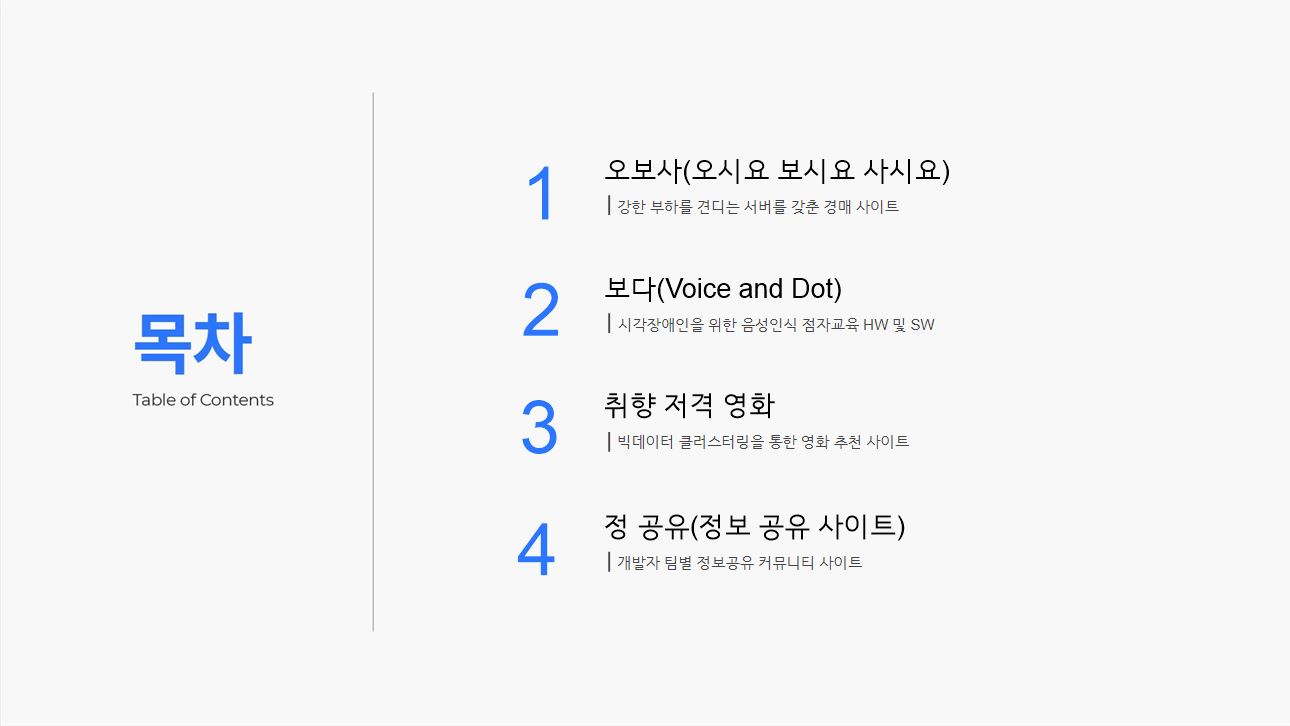 목차
Table of Contents
1
오보사(오시요 보시요 사시요)
강한 부하를 견디는 서버를 갖춘 경매 사이트
2
보다(Voice and Dot)
시각장애인을 위한 음성인식 점자교육 HW 및 SW
3
취향 저격 영화
빅데이터 클러스터링을 통한 영화 추천 사이트
4
정 공유(정보 공유 사이트)
개발자 팀별 정보공유 커뮤니티 사이트